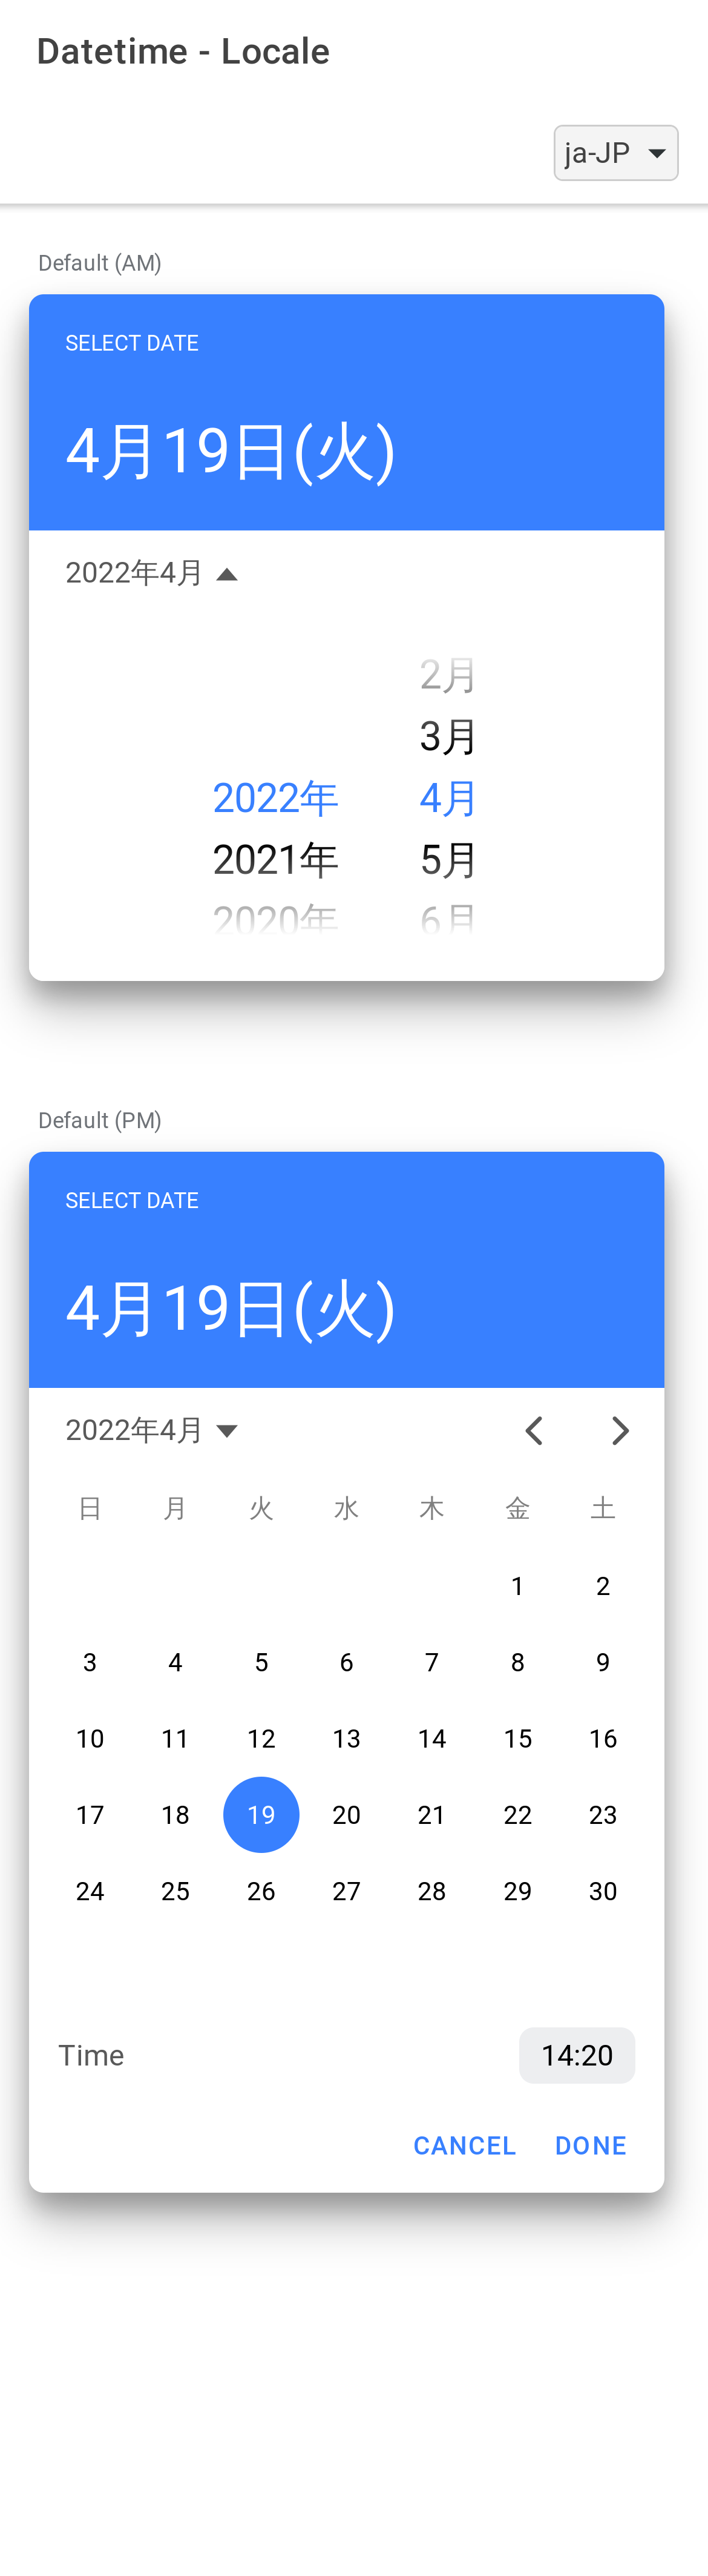 Datetime - Locale
ja-JP
Default (AM)
SELECT DATE
4月19日(火)
2022年4月
2月
3月
2022年 4月
2021年 5月
2020年 6月
Default (PM)
SELECT DATE
4月19日(火)
2022年4月
日 月 火 水 木 金 土
1 2
3 4 5 6 7 8 9
10 11 12 13 14 15 16
17 18 19 20 21 22 23
24 25 26 27 28 29 30
Time 14:20
CANCEL DONE